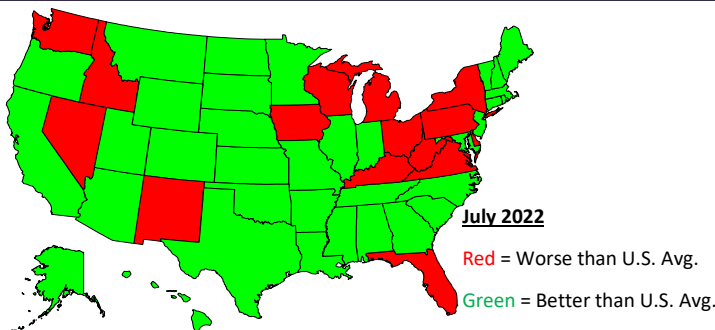 July 2022
Red = Worse than U.S. Avg.
Green = Better than U.S. Avg.